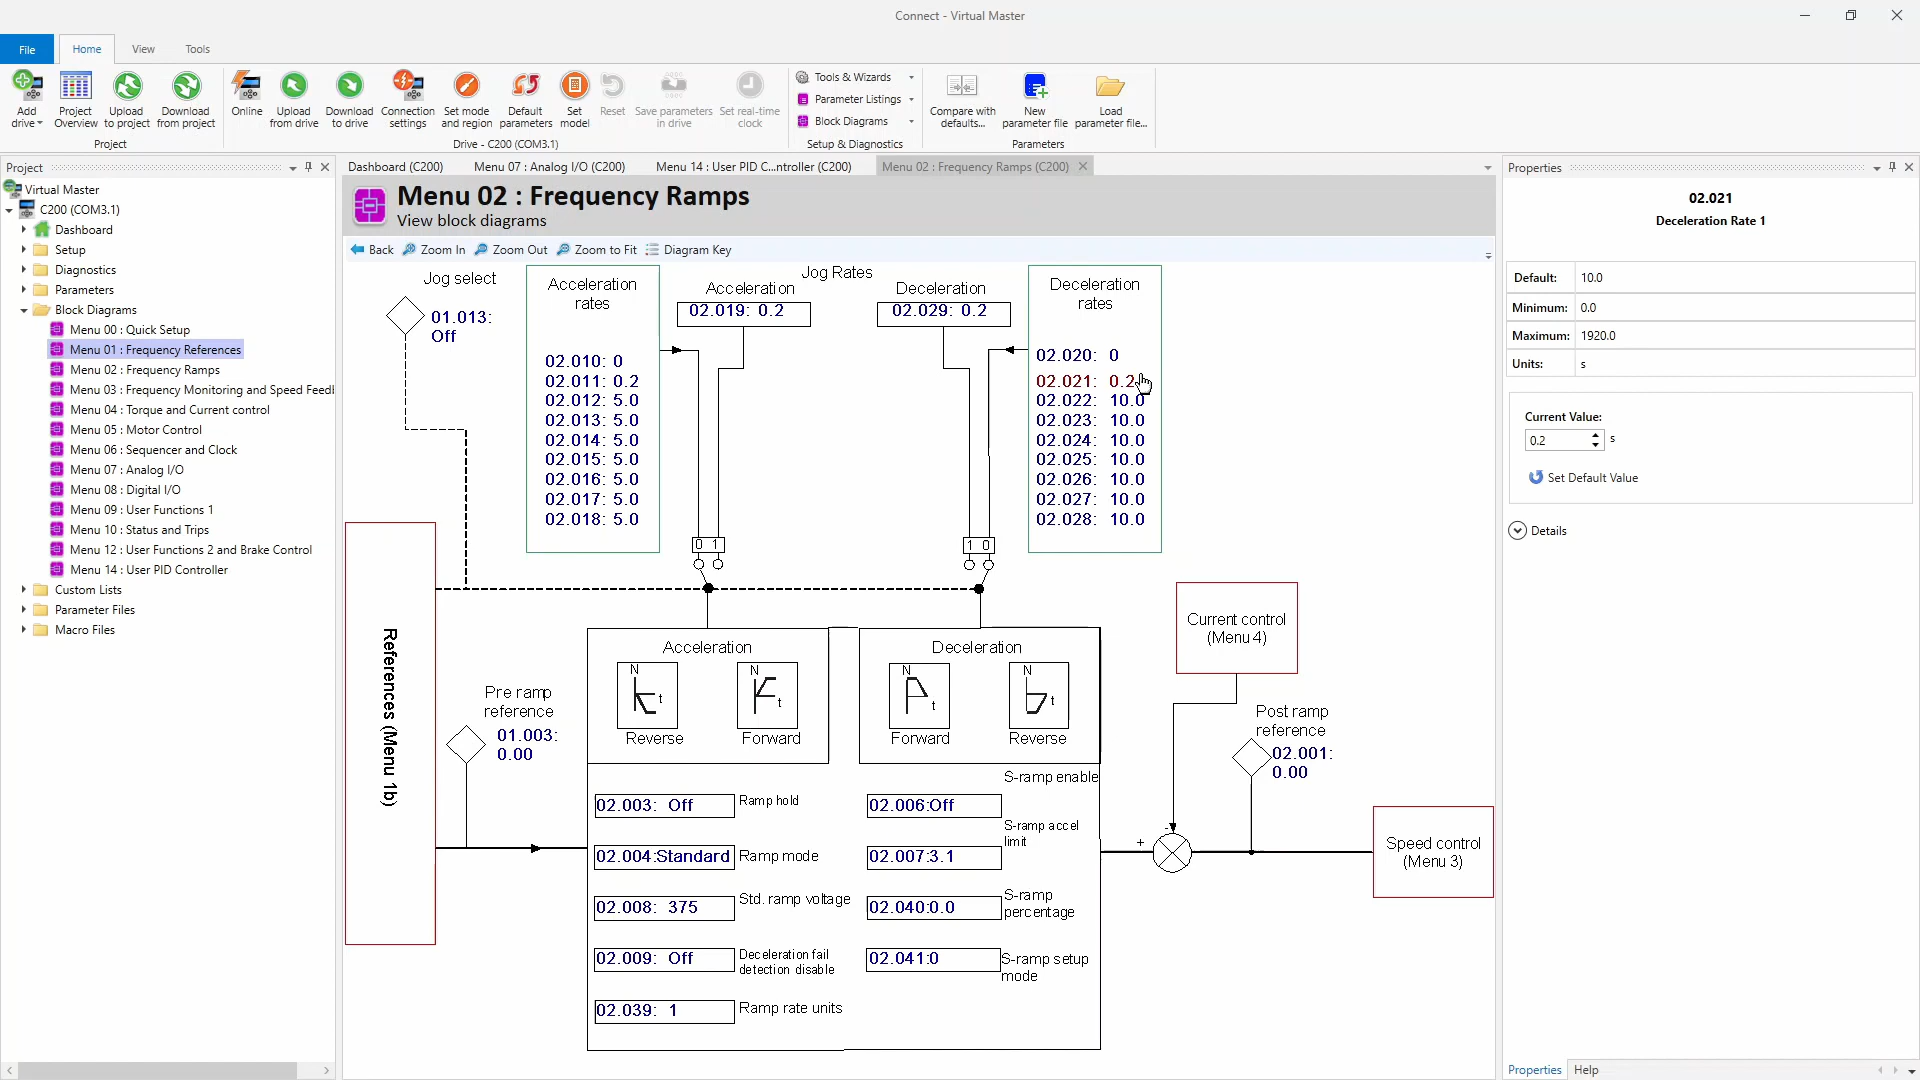 Connect - Virtual Master
File
Home
View
Tools
Add drive
Project Overview
Upload to project
Download from project
Project
Online
Upload from drive
Download to drive
Connection settings
Set mode and region
Default parameters
Set model
Reset
Save parameters in drive
Set real-time clock
Drive - C200 (COM3.1)
Tools & Wizards
Parameter Listings
Block Diagrams
Setup & Diagnostics
Compare with defaults...
New parameter file
Load parameter file...
Parameters
Project
Virtual Master
C200 (COM3.1)
Dashboard
Setup
Diagnostics
Parameters
Block Diagrams
Menu 00 : Quick Setup
Menu 01 : Frequency References
Menu 02 : Frequency Ramps
Menu 03 : Frequency Monitoring and Speed Feedb
Menu 04 : Torque and Current control
Menu 05 : Motor Control
Menu 06 : Sequencer and Clock
Menu 07 : Analog I/O
Menu 08 : Digital I/O
Menu 09 : User Functions 1
Menu 10 : Status and Trips
Menu 12 : User Functions 2 and Brake Control
Menu 14 : User PID Controller
Custom Lists
Parameter Files
Macro Files
Dashboard (C200)
Menu 07 : Analog I/O (C200)
Menu 14 : User PID C...ntroller (C200)
Menu 02 : Frequency Ramps (C200)
Menu 02 : Frequency Ramps
View block diagrams
Back
Zoom In
Zoom Out
Zoom to Fit
Diagram Key
Jog select
01.013:
Off
Acceleration
rates
02.010: 0
02.011: 0.2
02.012: 5.0
02.013: 5.0
02.014: 5.0
02.015: 5.0
02.016: 5.0
02.017: 5.0
02.018: 5.0
Jog Rates
Acceleration
02.019: 0.2
Deceleration
02.029: 0.2
Deceleration
rates
02.020: 0
02.021: 0.2
02.022: 10.0
02.023: 10.0
02.024: 10.0
02.025: 10.0
02.026: 10.0
02.027: 10.0
02.028: 10.0
0 1
1 0
References (Menu 1b)
Pre ramp
reference
01.003:
0.00
Acceleration
N
t
Reverse
N
t
Forward
Deceleration
N
t
Forward
N
t
Reverse
02.003: Off
Ramp hold
02.004:Standard
Ramp mode
02.008: 375
Std. ramp voltage
02.009: Off
Deceleration fail
detection disable
02.039: 1
Ramp rate units
S-ramp enable
02.006:Off
S-ramp accel
limit
02.007:3.1
S-ramp
percentage
02.040:0.0
02.041:0
S-ramp setup
mode
Current control
(Menu 4)
-
+
Post ramp
reference
02.001:
0.00
Speed control
(Menu 3)
Properties
02.021
Deceleration Rate 1
Default: 10.0
Minimum: 0.0
Maximum: 1920.0
Units: s
Current Value:
0.2 s
Set Default Value
Details
Properties
Help